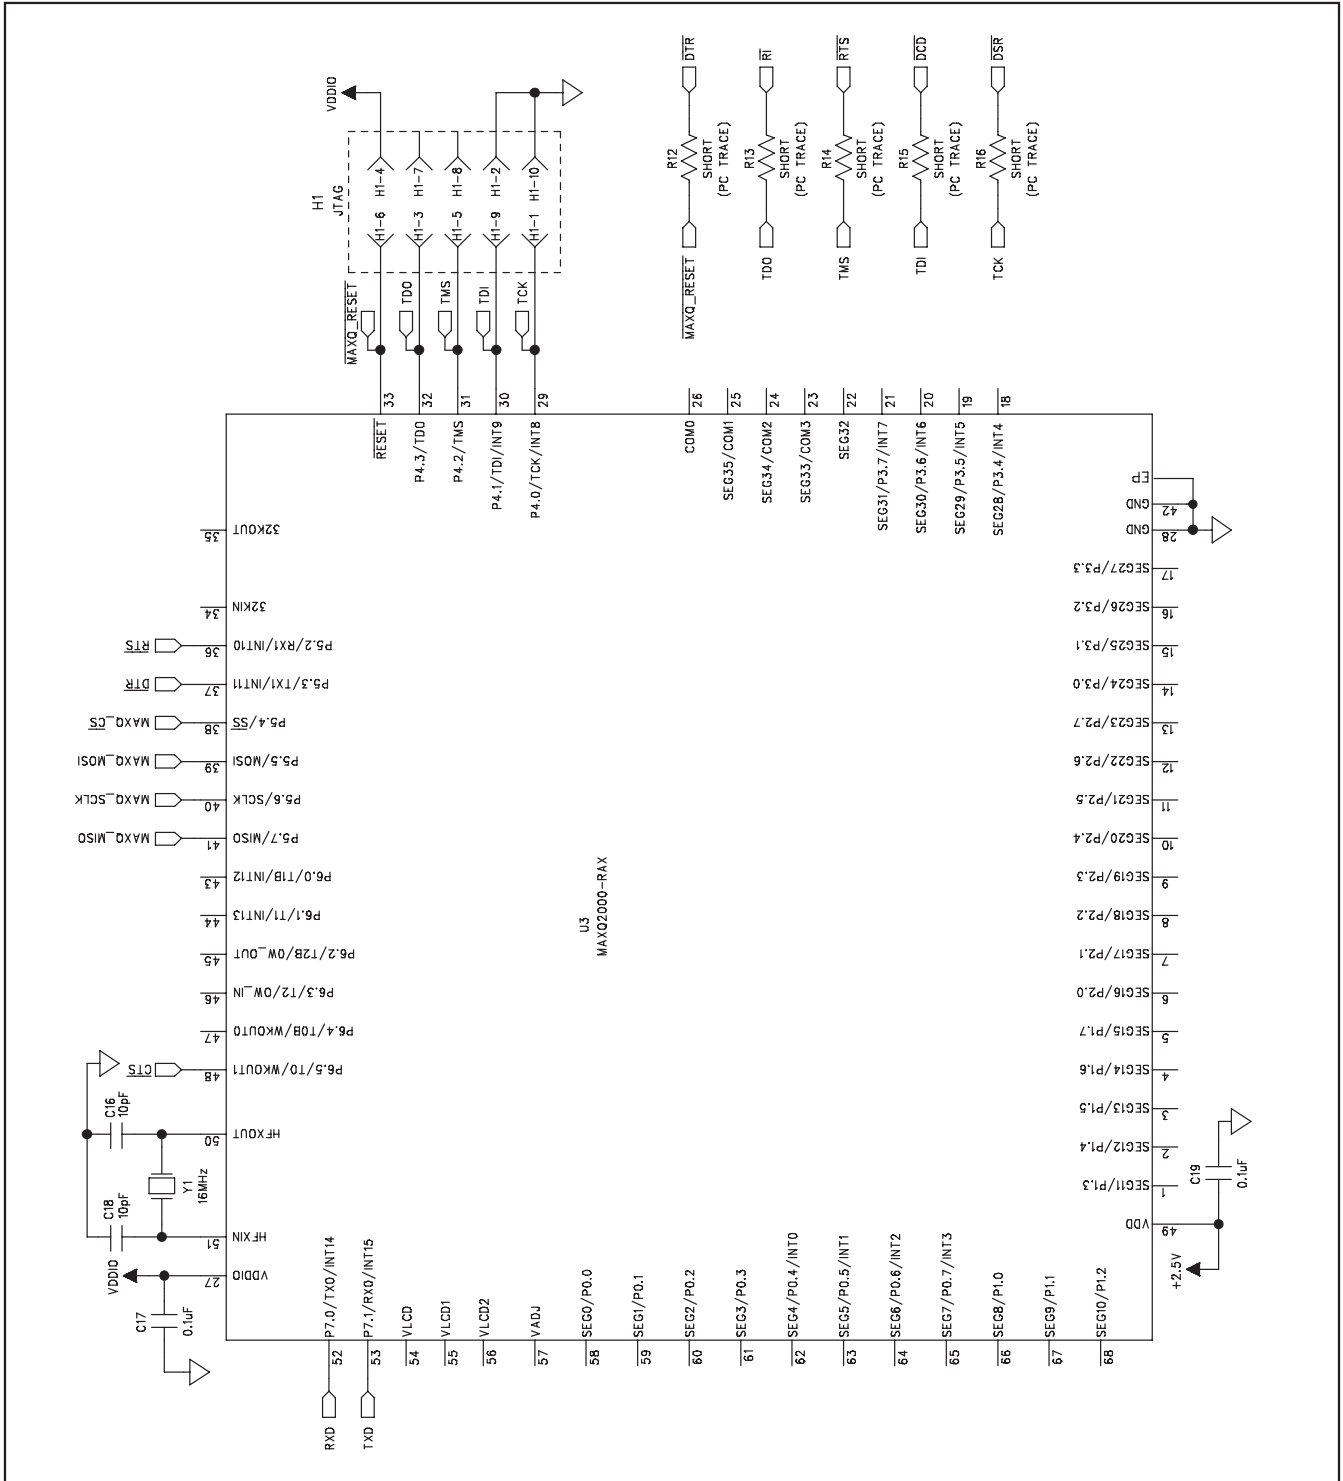 VDDIO
H1
JTAG
H1-4
H1-7
H1-8
H1-2
H1-10
H1-6
H1-3
H1-5
H1-9
H1-1
MAXQ_RESET
TDO
TMS
TDI
TCK
DTR
RI
RTS
DCD
DSR
R12
SHORT
(PC TRACE)
R13
SHORT
(PC TRACE)
R14
SHORT
(PC TRACE)
R15
SHORT
(PC TRACE)
R16
SHORT
(PC TRACE)
MAXQ_RESET
TDO
TMS
TDI
TCK
33
32
31
30
29
26
25
24
23
22
21
20
19
18
RESET
P4.3/TDO
P4.2/TMS
P4.1/TDI/INT9
P4.0/TCK/INT8
COM0
SEG35/COM1
SEG34/COM2
SEG33/COM3
SEG32
SEG31/P3.7/INT7
SEG30/P3.6/INT6
SEG29/P3.5/INT5
SEG28/P3.4/INT4
35 32KOUT
34 32KIN
RTS 36 P5.2/RX1/INT10
DTR 37 P5.3/TX1/INT11
MAXQ_CS 38 P5.4/SS
MAXQ_MOSI 39 P5.5/MOSI
MAXQ_SCLK 40 P5.6/SCLK
MAXQ_MISO 41 P5.7/MISO
43 P6.0/T1B/INT12
44 P6.1/T1/INT13
45 P6.2/T2B/OW_OUT
46 P6.3/T2/OW_IN
47 P6.4/T0B/WKOUT0
CTS 48 P6.5/T0/WKOUT1
50 HFXOUT
51 HFXIN
27 VDDIO
C16
10pF
C18
10pF
Y1
16MHz
VDDIO
C17
0.1uF
U3
MAXQ2000-RAX
EP
GND 42
GND 28
SEG27/P3.3 17
SEG26/P3.2 16
SEG25/P3.1 15
SEG24/P3.0 14
SEG23/P2.7 13
SEG22/P2.6 12
SEG21/P2.5 11
SEG20/P2.4 10
SEG19/P2.3 9
SEG18/P2.2 8
SEG17/P2.1 7
SEG16/P2.0 6
SEG15/P1.7 5
SEG14/P1.6 4
SEG13/P1.5 3
SEG12/P1.4 2
SEG11/P1.3 1
VDD 49
C19
0.1uF
+2.5V
P7.0/TX0/INT14
P7.1/RX0/INT15
VLCD
VLCD1
VLCD2
VADJ
SEG0/P0.0
SEG1/P0.1
SEG2/P0.2
SEG3/P0.3
SEG4/P0.4/INT0
SEG5/P0.5/INT1
SEG6/P0.6/INT2
SEG7/P0.7/INT3
SEG8/P1.0
SEG9/P1.1
SEG10/P1.2
52
53
54
55
56
57
58
59
60
61
62
63
64
65
66
67
68
RXD
TXD